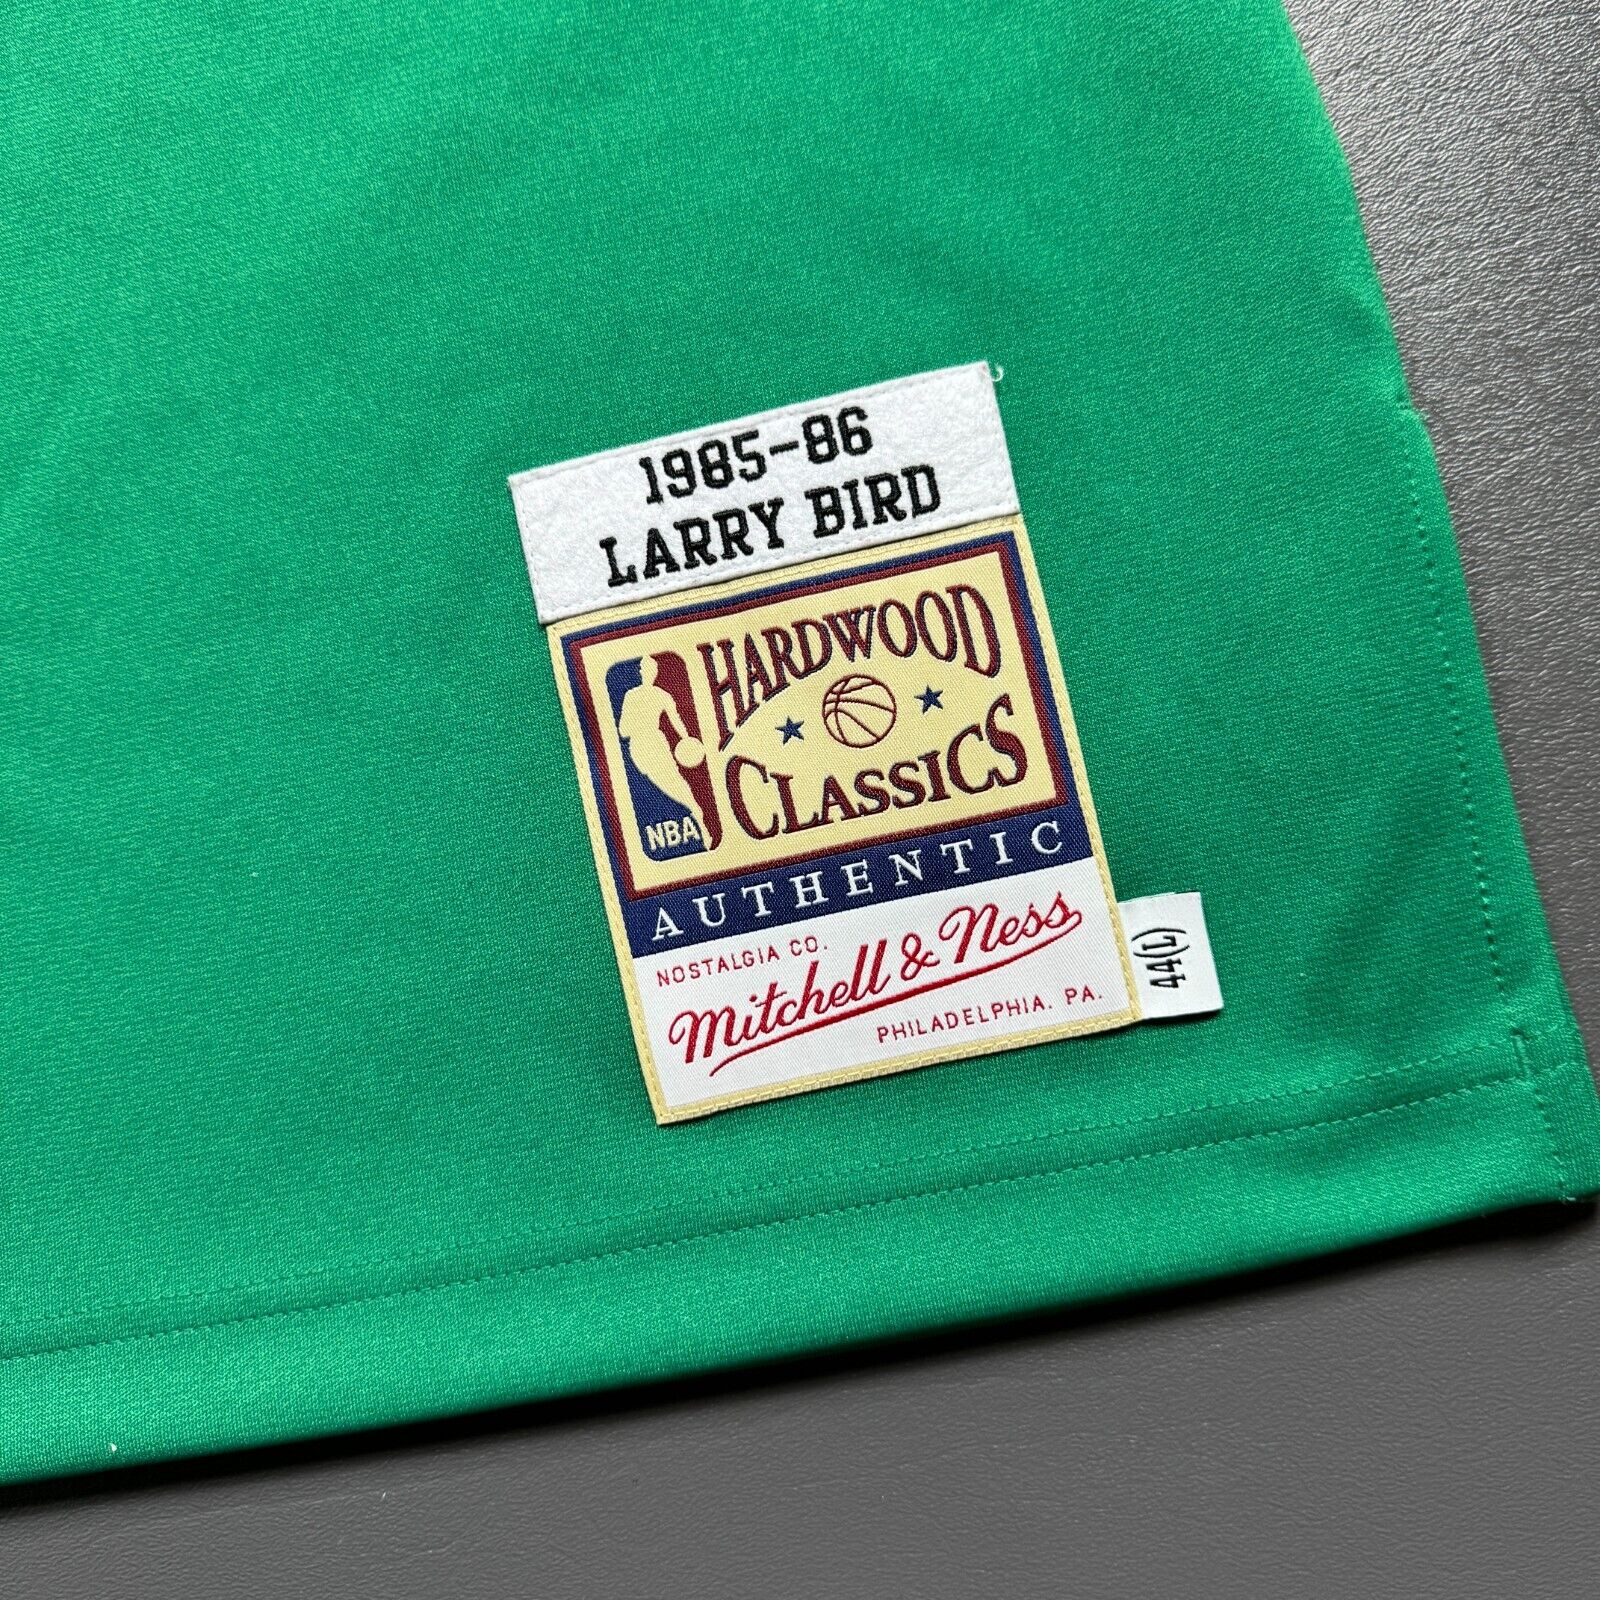 1985-86
LARRY BIRD
HARDWOOD
CLASSICS
NBA
AUTHENTIC
NOSTALGIA CO.
Mitchell & Ness
PHILADELPHIA. PA.
44(L)